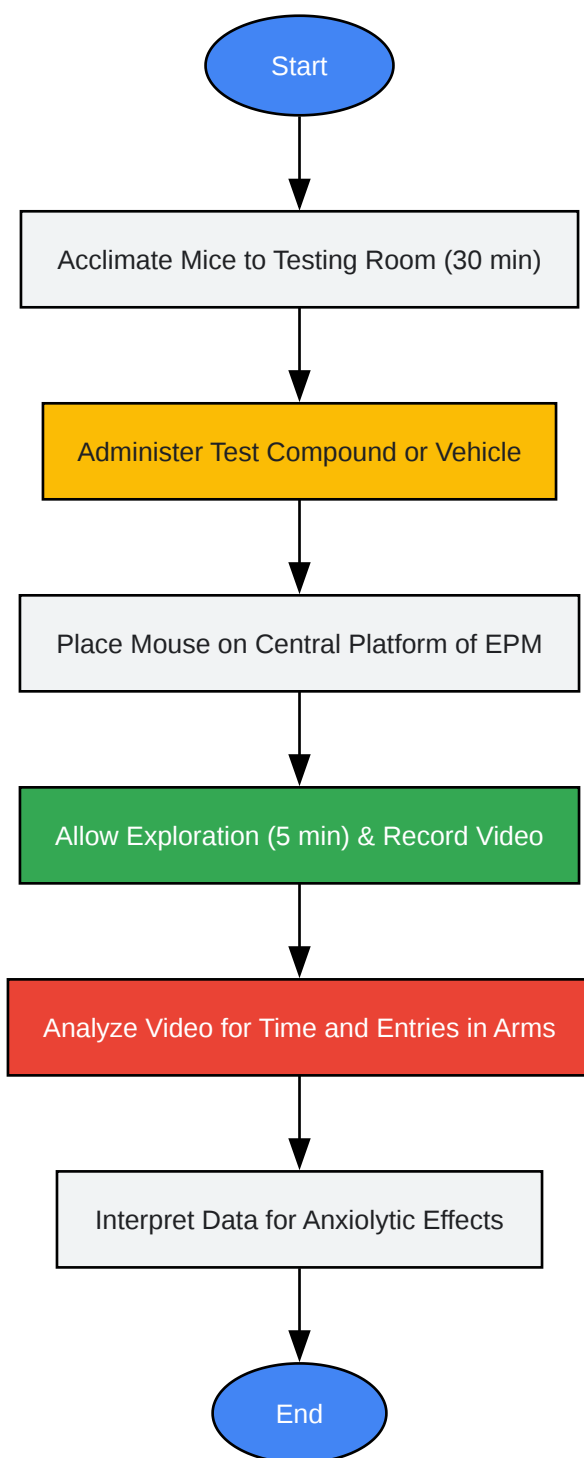 Start
Acclimate Mice to Testing Room (30 min)
Administer Test Compound or Vehicle
Place Mouse on Central Platform of EPM
Allow Exploration (5 min) & Record Video
Analyze Video for Time and Entries in Arms
Interpret Data for Anxiolytic Effects
End